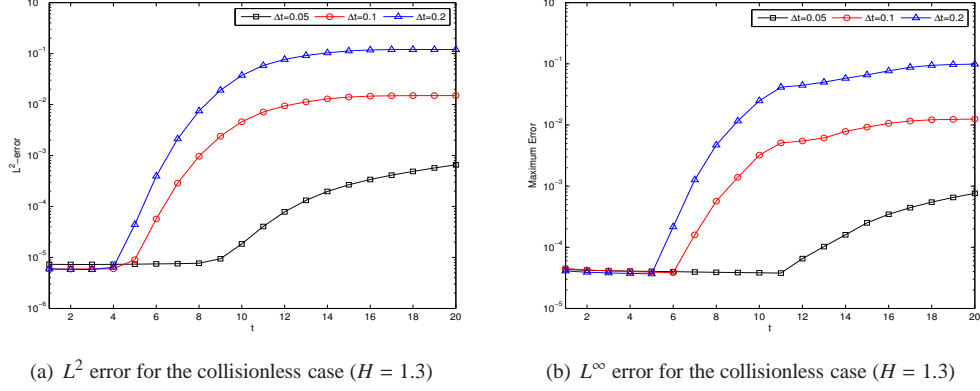 Δt=0.05 Δt=0.1 Δt=0.2
10⁰
10⁻¹
10⁻²
10⁻³
10⁻⁴
10⁻⁵
10⁻⁶
L²-error
2 4 6 8 10 12 14 16 18 20
t
(a) L² error for the collisionless case (H = 1.3)
Δt=0.05 Δt=0.1 Δt=0.2
10⁰
10⁻¹
10⁻²
10⁻³
10⁻⁴
10⁻⁵
Maximum Error
2 4 6 8 10 12 14 16 18 20
t
(b) L∞ error for the collisionless case (H = 1.3)